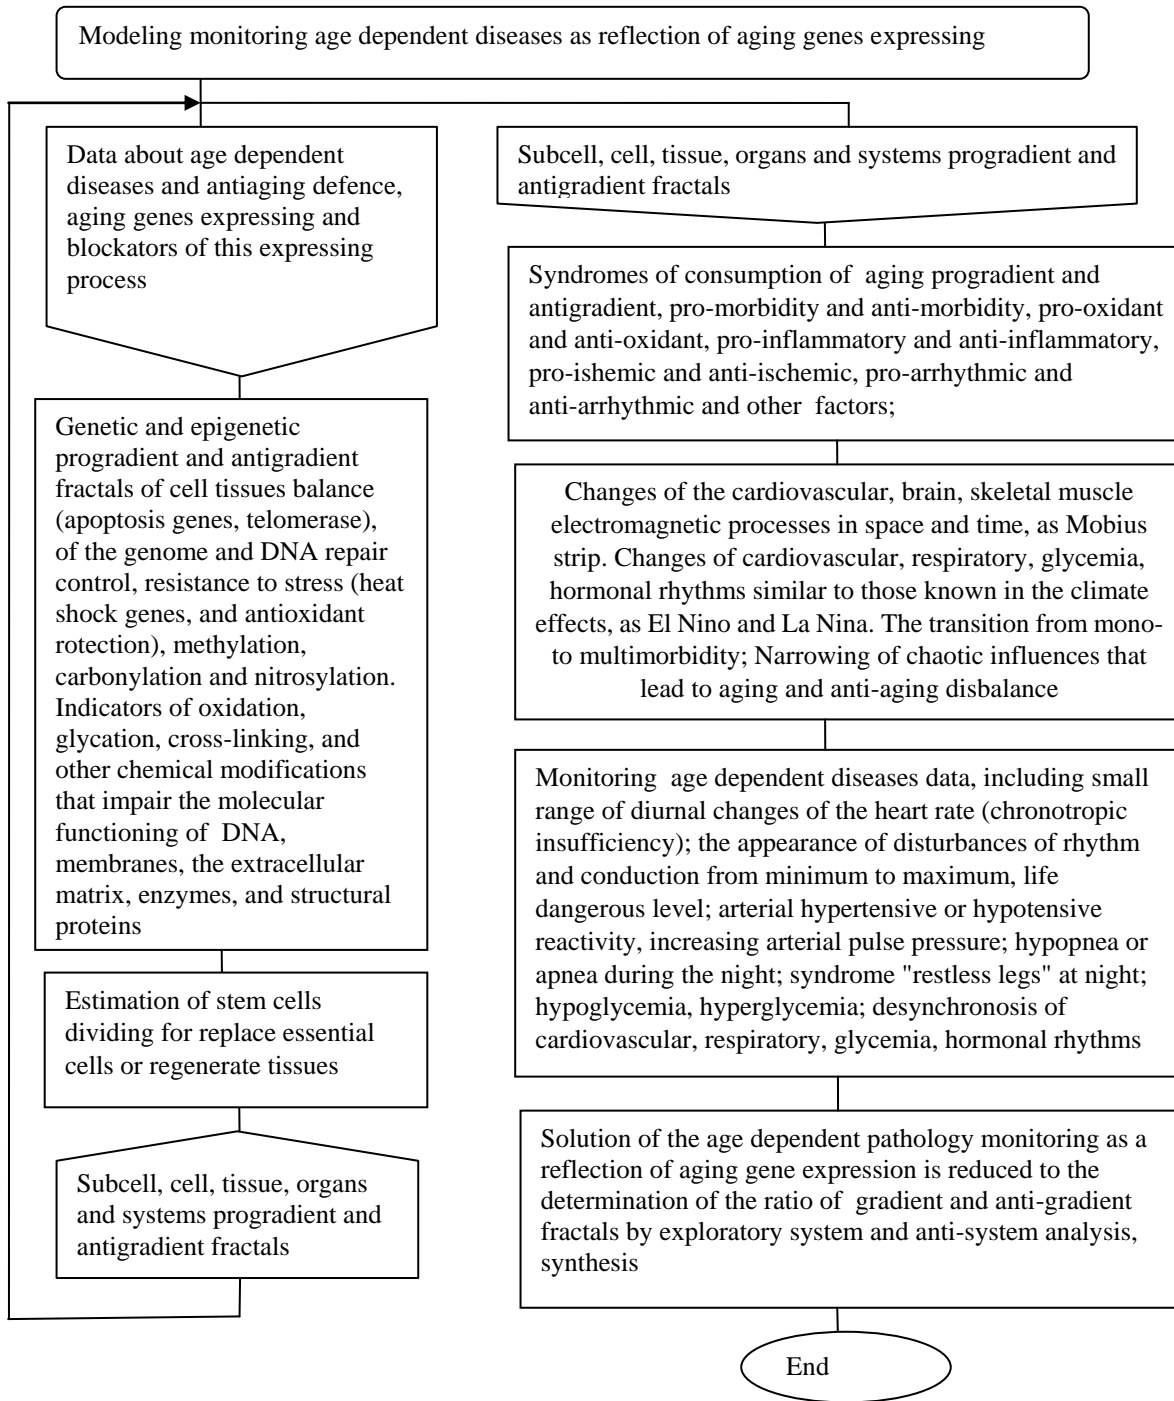 Modeling monitoring age dependent diseases as reflection of aging genes expressing
Data about age dependent
diseases and antiaging defence,
aging genes expressing and
blockators of this expressing
process
Genetic and epigenetic
progradient and antigradient
fractals of cell tissues balance
(apoptosis genes, telomerase),
of the genome and DNA repair
control, resistance to stress (heat
shock genes, and antioxidant
rotection), methylation,
carbonylation and nitrosylation.
Indicators of oxidation,
glycation, cross-linking, and
other chemical modifications
that impair the molecular
functioning of DNA,
membranes, the extracellular
matrix, enzymes, and structural
proteins
Estimation of stem cells
dividing for replace essential
cells or regenerate tissues
Subcell, cell, tissue, organs
and systems progradient and
antigradient fractals
Subcell, cell, tissue, organs and systems progradient and
antigradient fractals
Syndromes of consumption of aging progradient and
antigradient, pro-morbidity and anti-morbidity, pro-oxidant
and anti-oxidant, pro-inflammatory and anti-inflammatory,
pro-ishemic and anti-ischemic, pro-arrhythmic and
anti-arrhythmic and other factors;
Changes of the cardiovascular, brain, skeletal muscle
electromagnetic processes in space and time, as Mobius
strip. Changes of cardiovascular, respiratory, glycemia,
hormonal rhythms similar to those known in the climate
effects, as El Nino and La Nina. The transition from mono-
to multimorbidity; Narrowing of chaotic influences that
lead to aging and anti-aging disbalance
Monitoring age dependent diseases data, including small
range of diurnal changes of the heart rate (chronotropic
insufficiency); the appearance of disturbances of rhythm
and conduction from minimum to maximum, life
dangerous level; arterial hypertensive or hypotensive
reactivity, increasing arterial pulse pressure; hypopnea or
apnea during the night; syndrome "restless legs" at night;
hypoglycemia, hyperglycemia; desynchronosis of
cardiovascular, respiratory, glycemia, hormonal rhythms
Solution of the age dependent pathology monitoring as a
reflection of aging gene expression is reduced to the
determination of the ratio of gradient and anti-gradient
fractals by exploratory system and anti-system analysis,
synthesis
End